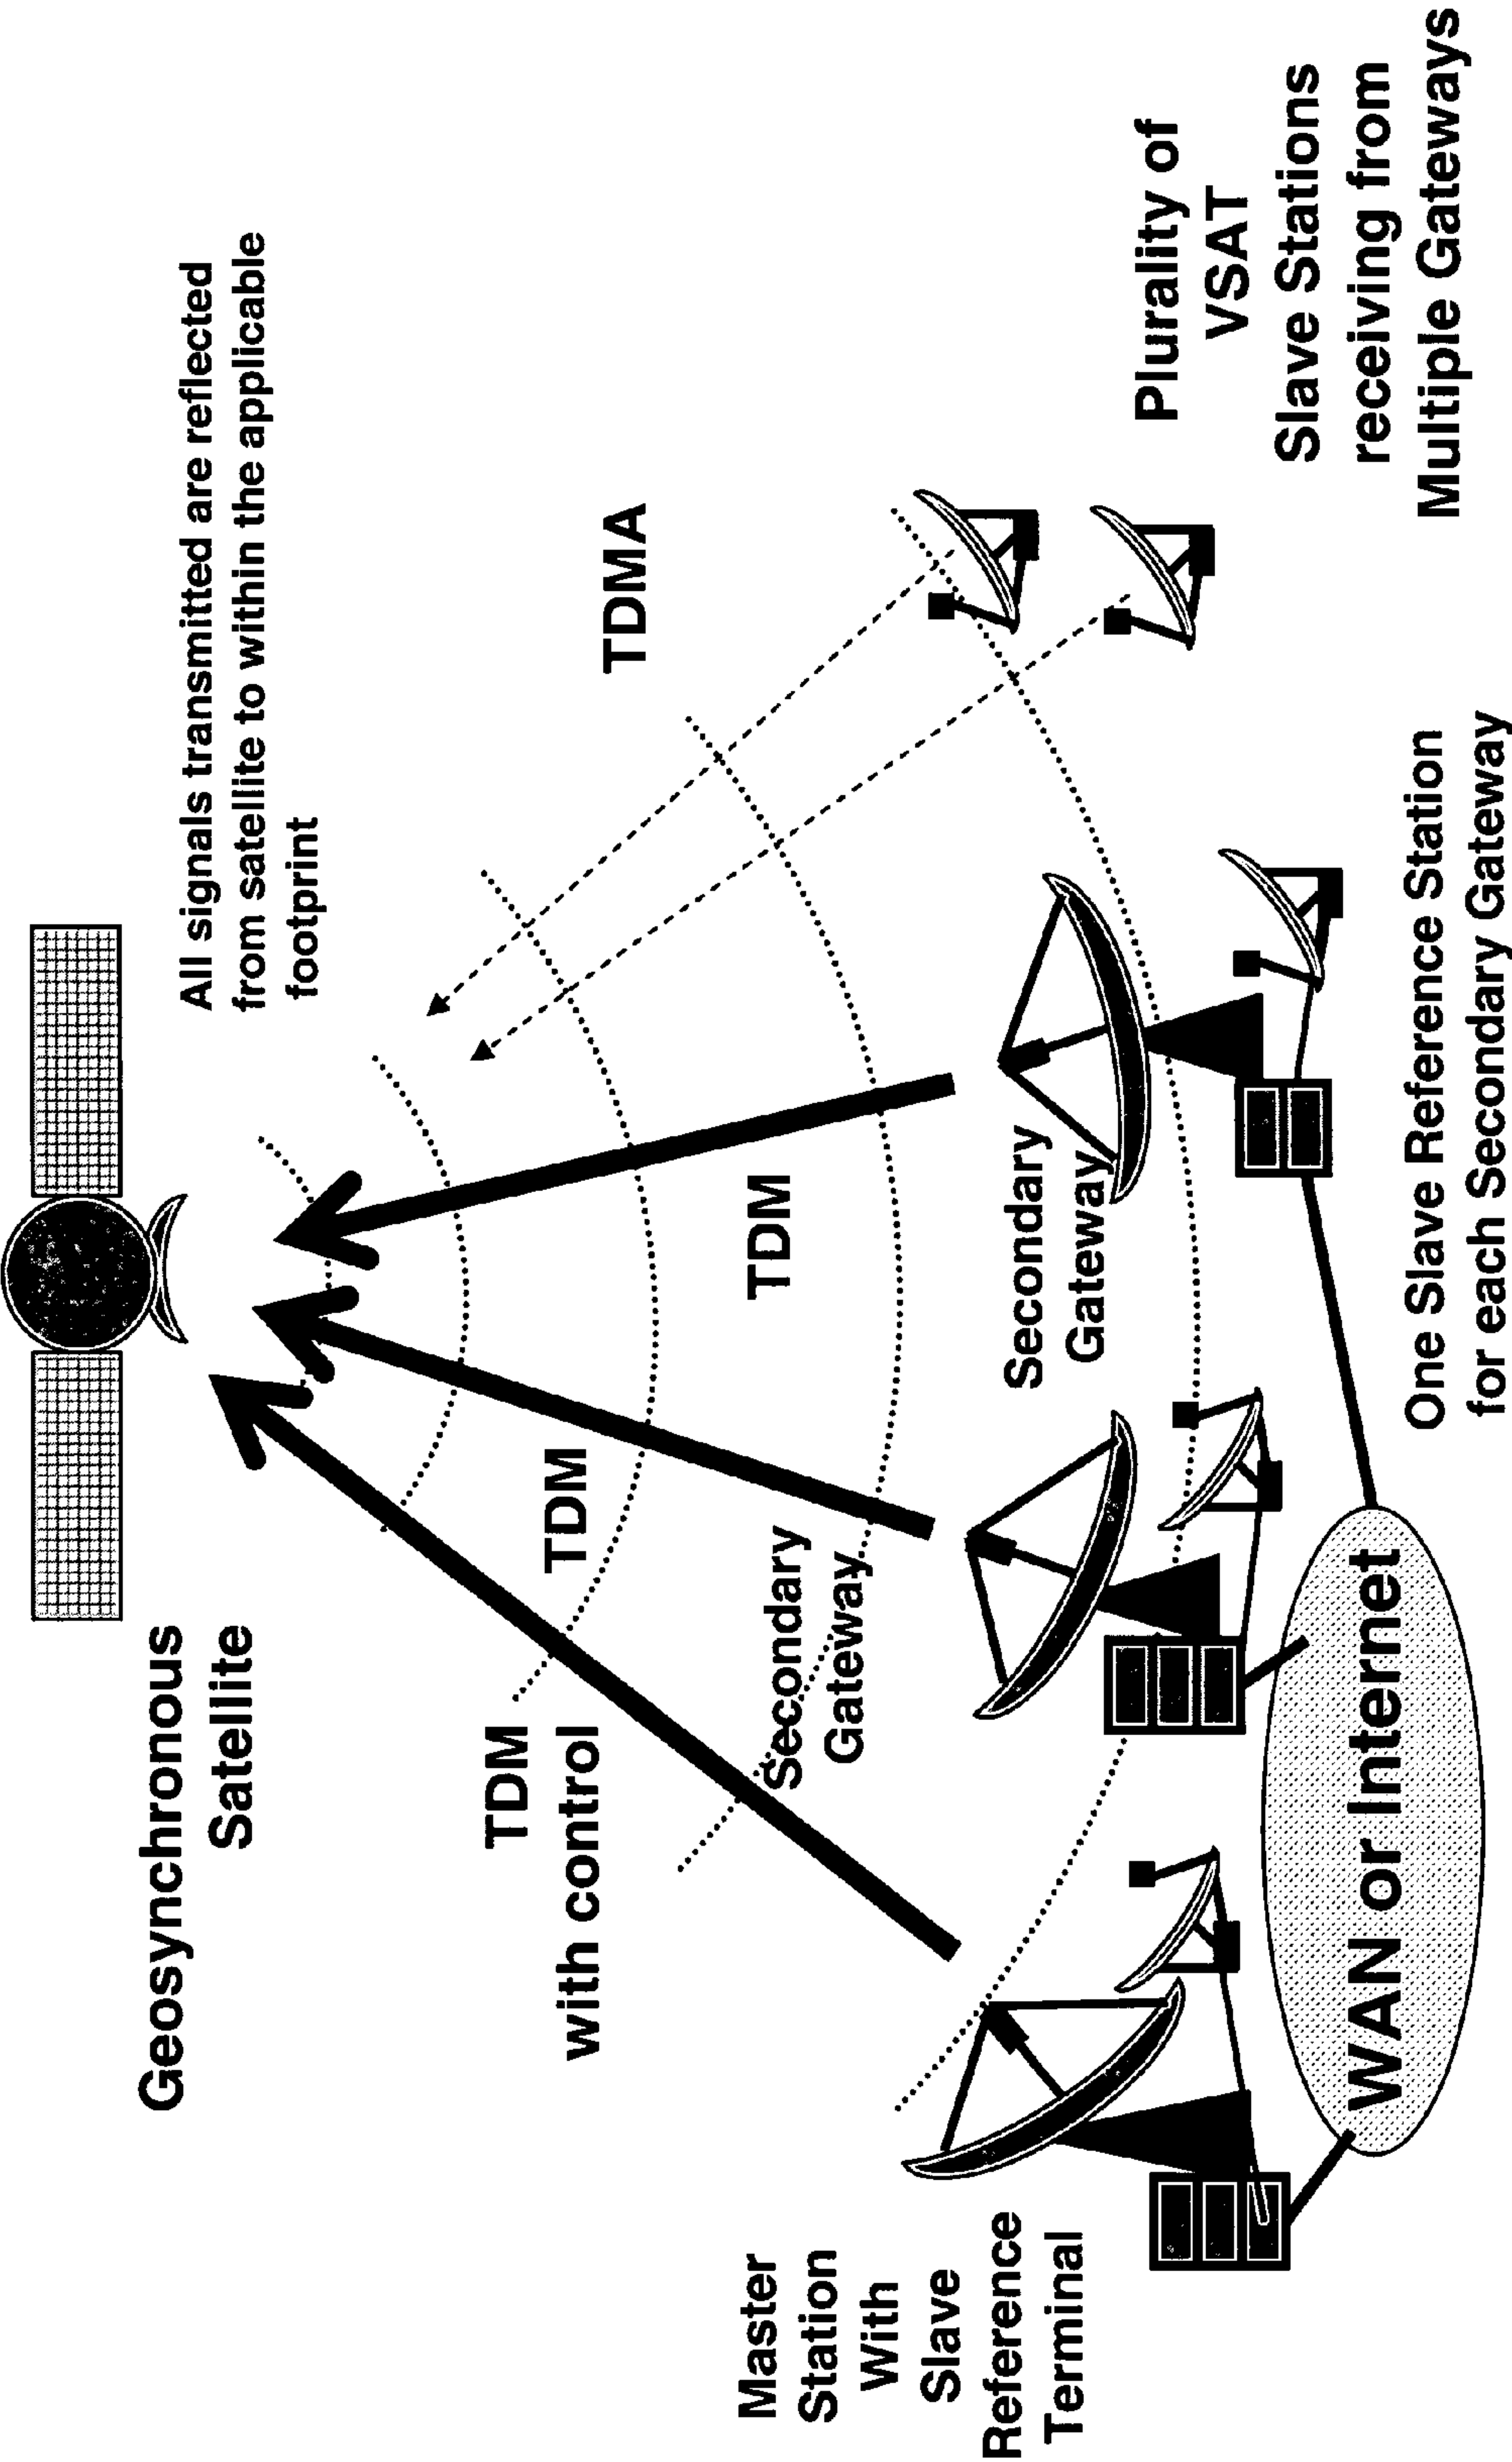 Geosynchronous
Satellite
All signals transmitted are reflected
from satellite to within the applicable
footprint
TDM
with control
TDM
TDM
TDMA
Master
Station
With
Slave
Reference
Terminal
Secondary
Gateway
Secondary
Gateway
Plurality of
VSAT
Slave Stations
receiving from
Multiple Gateways
WAN or Internet
One Slave Reference Station
for each Secondary Gateway